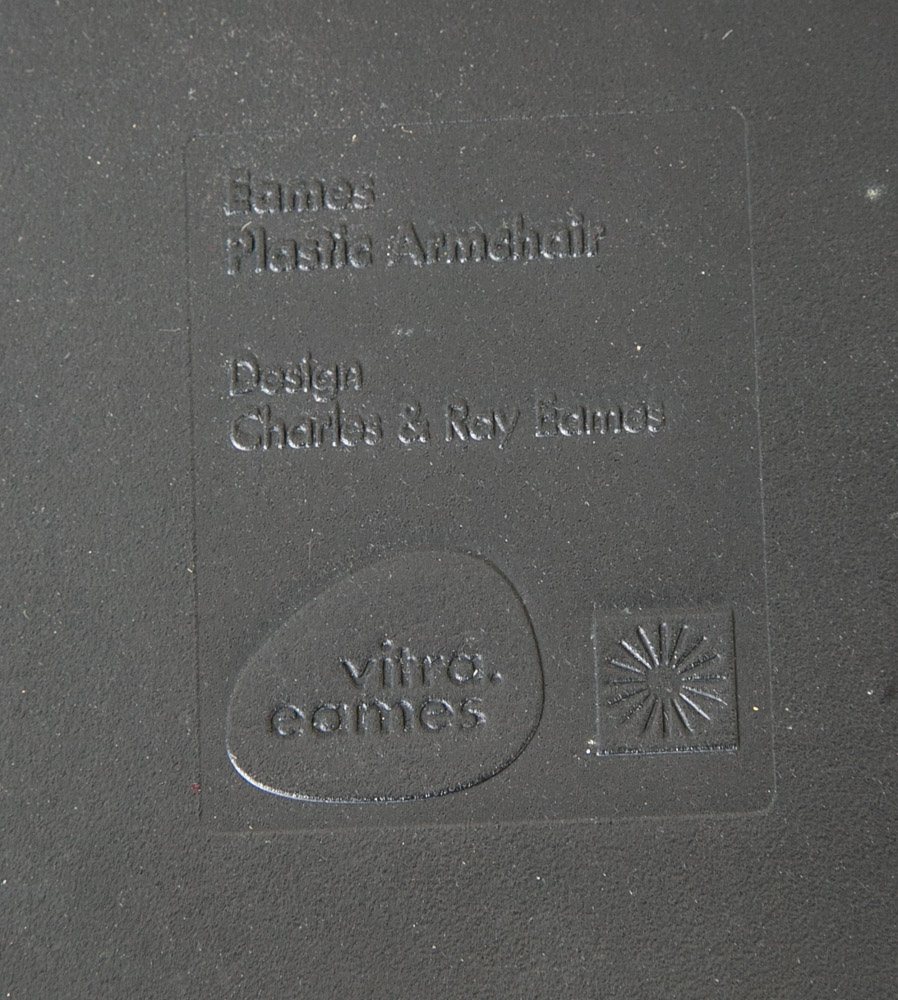 Eames
Plastic Armchair
Design
Charles & Ray Eames
vitra.
eames